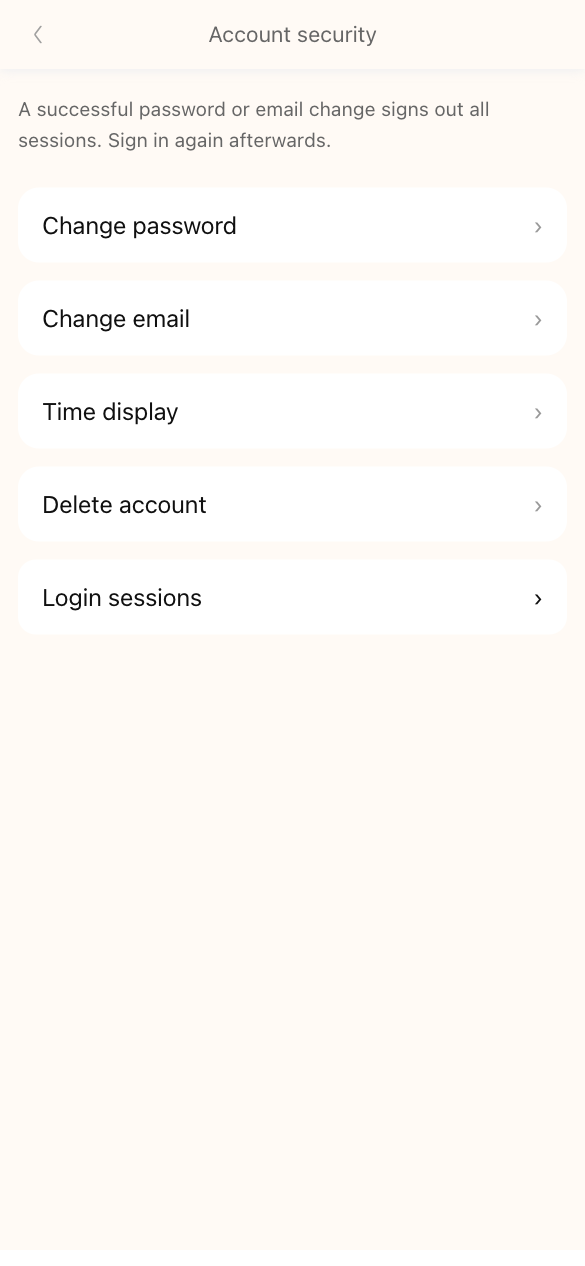 Account security
A successful password or email change signs out all
sessions. Sign in again afterwards.
Change password
Change email
Time display
Delete account
Login sessions